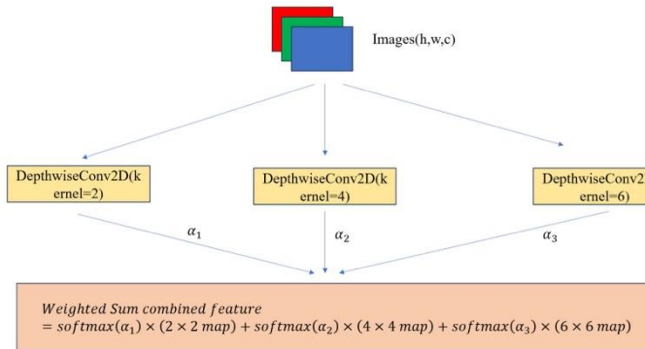 Images(h,w,c)
DepthwiseConv2D(k
ernel=2)
DepthwiseConv2D(k
ernel=4)
DepthwiseConv2
ernel=6)
α₁
α₂
α₃
Weighted Sum combined feature
= softmax(α₁) × (2 × 2 map) + softmax(α₂) × (4 × 4 map) + softmax(α₃) × (6 × 6 map)